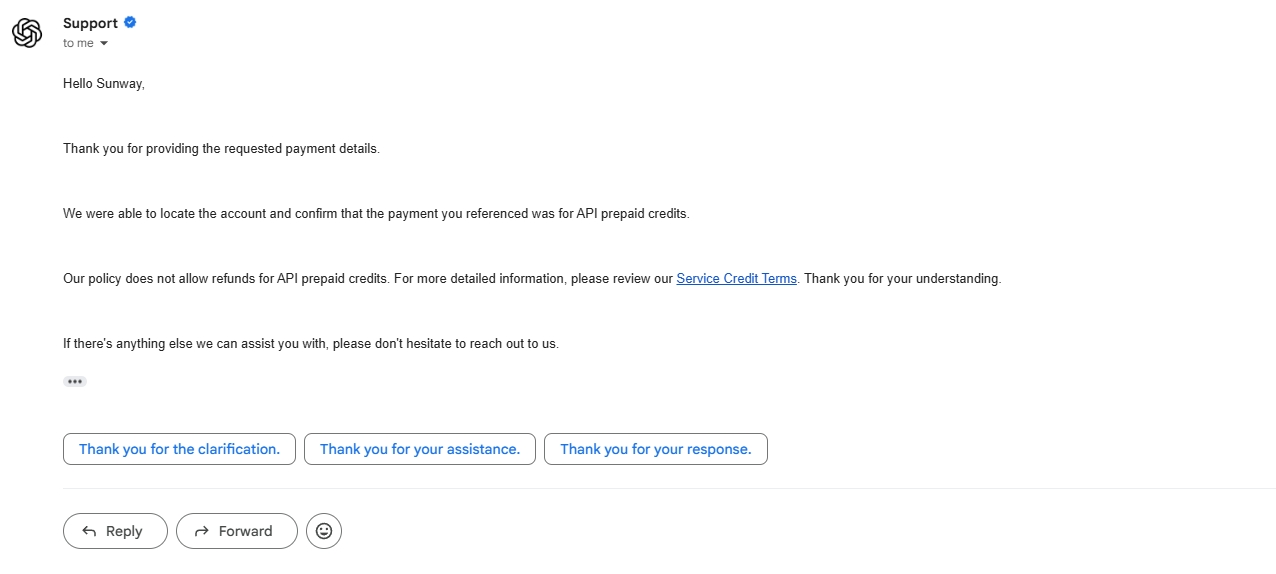 Support
to me
Hello Sunway,
Thank you for providing the requested payment details.
We were able to locate the account and confirm that the payment you referenced was for API prepaid credits.
Our policy does not allow refunds for API prepaid credits. For more detailed information, please review our Service Credit Terms. Thank you for your understanding.
If there's anything else we can assist you with, please don't hesitate to reach out to us.
Thank you for the clarification. Thank you for your assistance. Thank you for your response.
Reply Forward